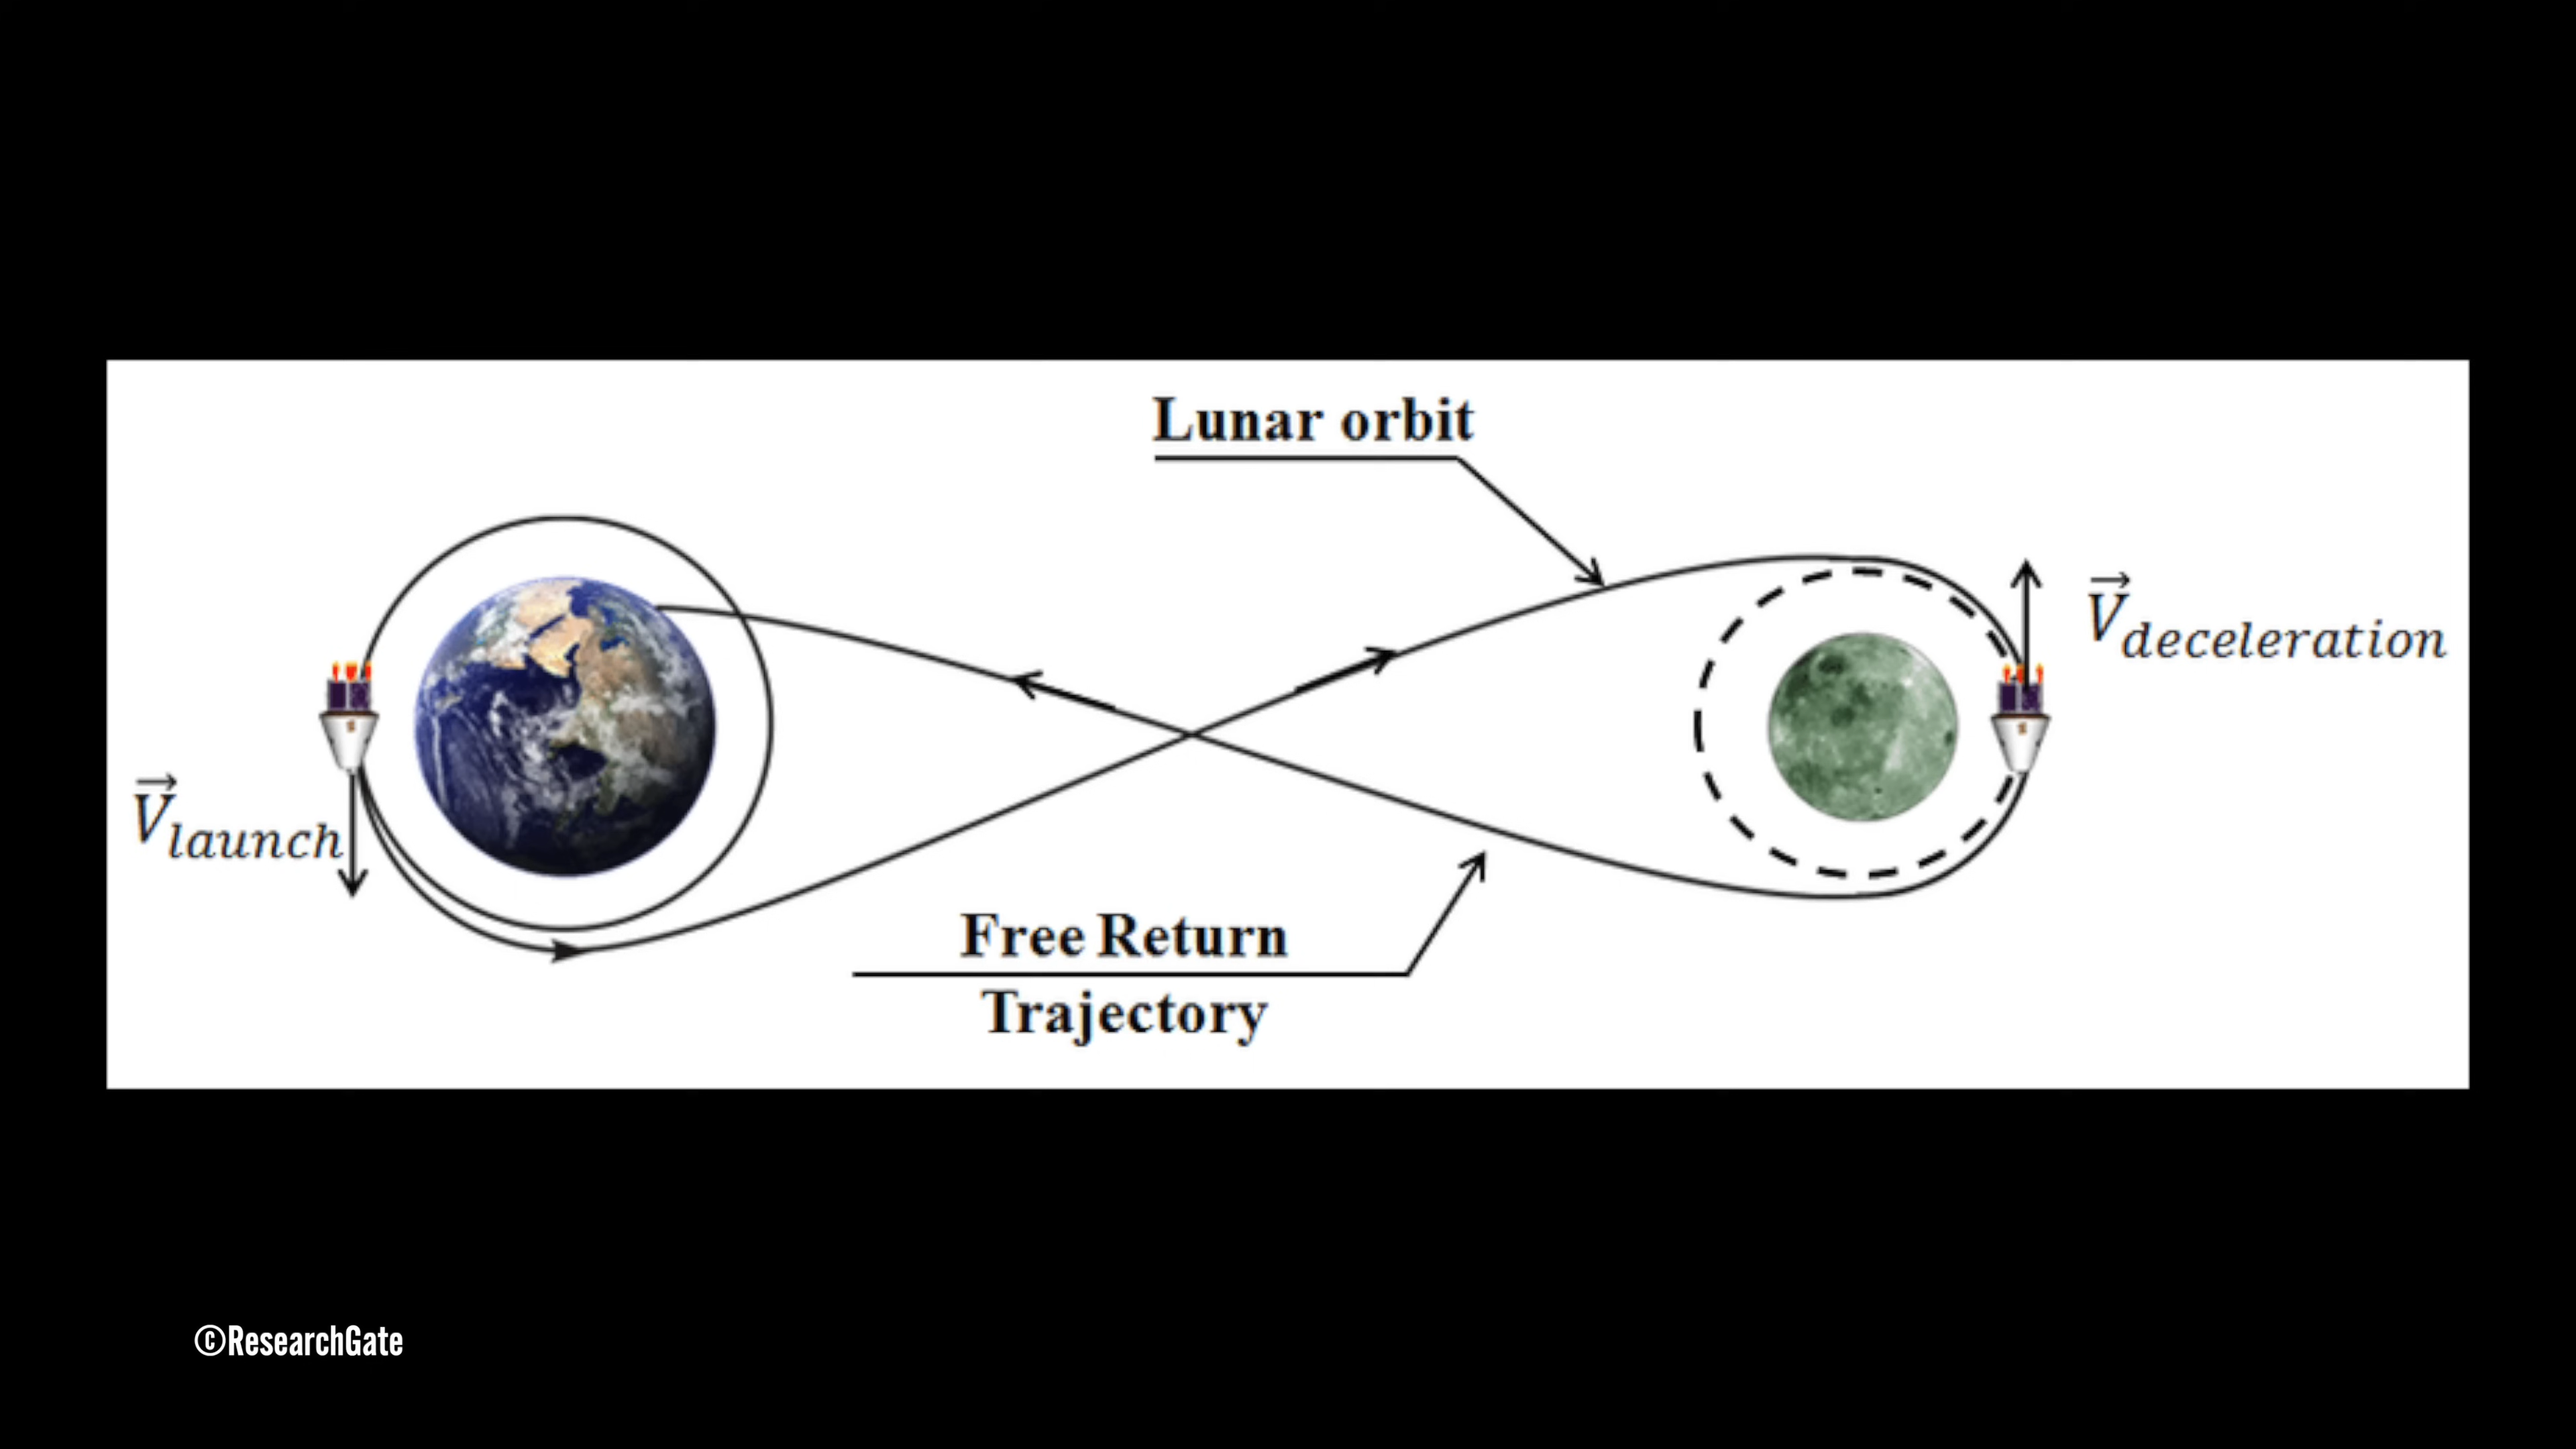 Lunar orbit
V⃗deceleration
V⃗launch
Free Return
Trajectory
©ResearchGate